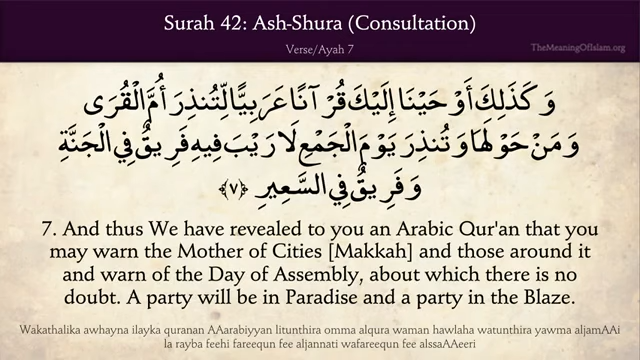 Surah 42: Ash-Shura (Consultation)
Verse/Ayah 7
TheMeaningOfIslam.org
وَكَذَلِكَ أَوْحَيْنَا إِلَيْكَ قُرْآنًا عَرَبِيًّا لِّتُنذِرَ أُمَّ الْقُرَى
وَمَنْ حَوْلَهَا وَتُنذِرَ يَوْمَ الْجَمْعِ لَا رَيْبَ فِيهِ فَرِيقٌ فِي الْجَنَّةِ
وَفَرِيقٌ فِي السَّعِيرِ ﴿٧﴾
7. And thus We have revealed to you an Arabic Qur'an that you
may warn the Mother of Cities [Makkah] and those around it
and warn of the Day of Assembly, about which there is no
doubt. A party will be in Paradise and a party in the Blaze.
Wakathalika awhayna ilayka quranan AAarabiyyan litunthira omma alqura waman hawlaha watunthira yawma aljamAAi
la rayba feehi fareequn fee aljannati wafareequn fee alssaAAeeri